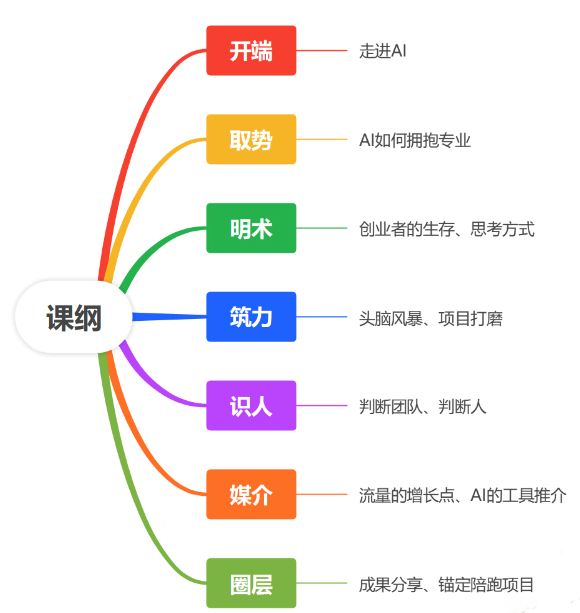 课纲
开端
走进AI
取势
AI如何拥抱专业
明术
创业者的生存、思考方式
筑力
头脑风暴、项目打磨
识人
判断团队、判断人
媒介
流量的增长点、AI的工具推介
圈层
成果分享、锚定陪跑项目